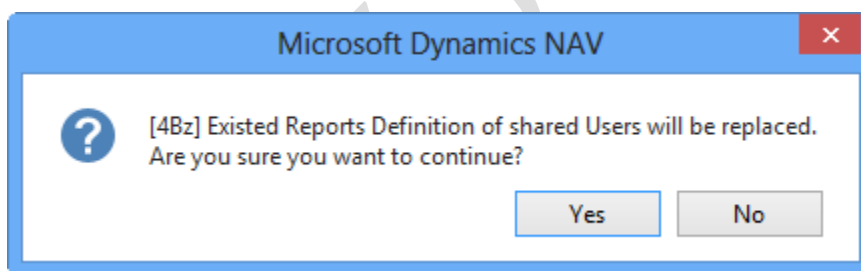 Microsoft Dynamics NAV
[4Bz] Existed Reports Definition of shared Users will be replaced.
Are you sure you want to continue?
Yes No